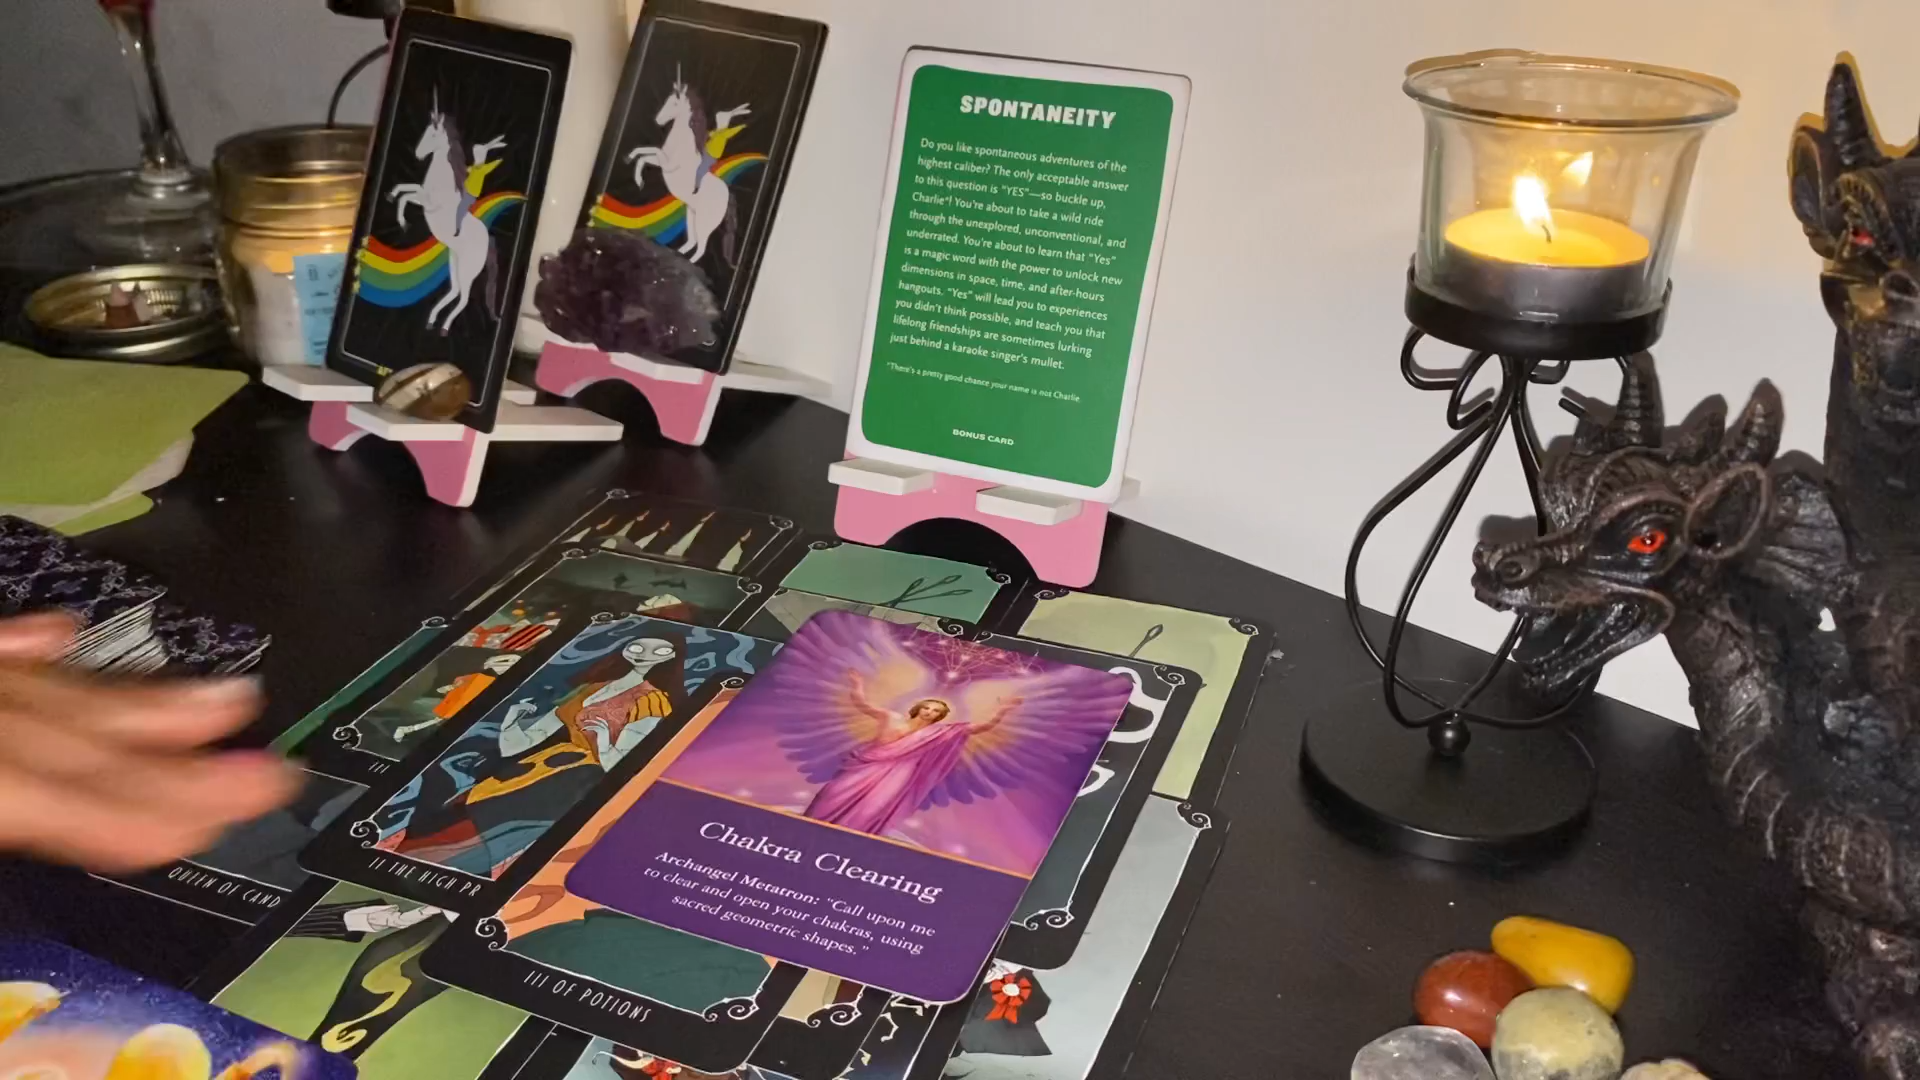 SPONTANEITY
Do you like spontaneous adventures of the
highest caliber? The only acceptable answer
to this question is "YES"—so buckle up,
Charlie*! You're about to take a wild ride
through the unexplored, unconventional, and
underrated. You're about to learn that "Yes"
is a magic word with the power to unlock new
dimensions in space, time, and after-hours
hangouts. "Yes" will lead you to experiences
you didn't think possible, and teach you that
lifelong friendships are sometimes lurking
just behind a karaoke singer's mullet.
*There's a pretty good chance your name is not Charlie.
BONUS CARD
Chakra Clearing
Archangel Metatron: "Call upon me
to clear and open your chakras, using
sacred geometric shapes."
III
II THE HIGH PR
QUEEN OF CAND
III OF POTIONS